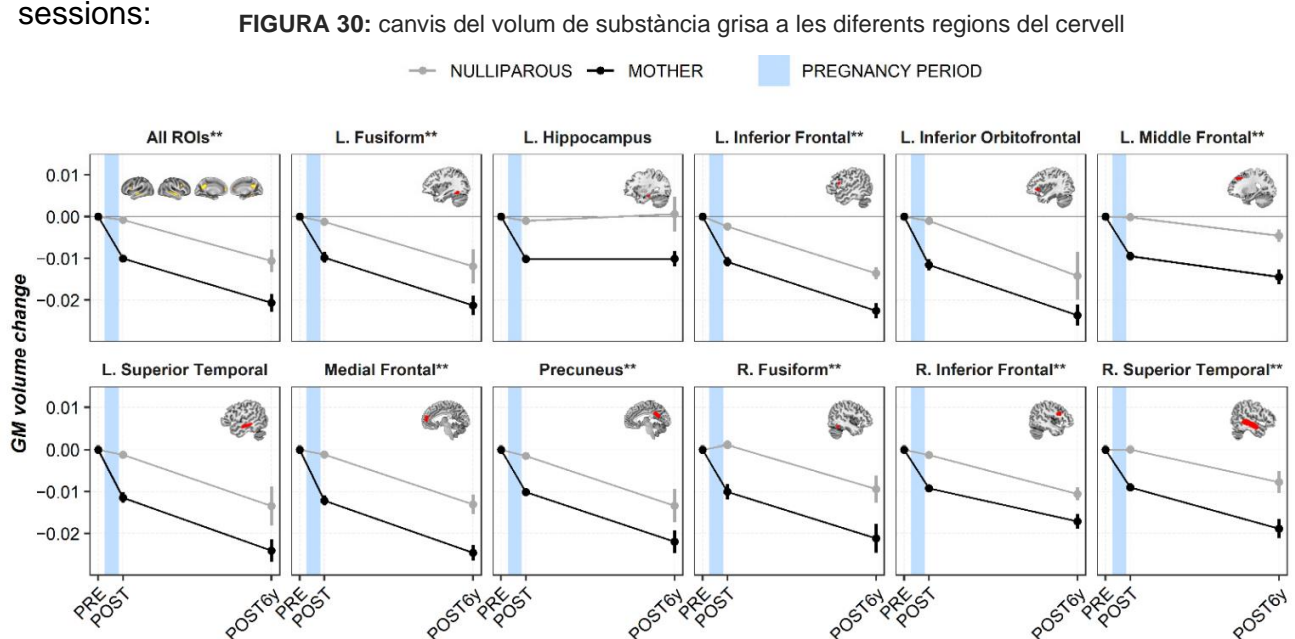 sessions:
FIGURA 30: canvis del volum de substància grisa a les diferents regions del cervell
NULLIPAROUS MOTHER PREGNANCY PERIOD
All ROIs** L. Fusiform** L. Hippocampus L. Inferior Frontal** L. Inferior Orbitofrontal L. Middle Frontal**
0.01
0.00
−0.01
−0.02
GM volume change
L. Superior Temporal Medial Frontal** Precuneus** R. Fusiform** R. Inferior Frontal** R. Superior Temporal**
0.01
0.00
−0.01
−0.02
PRE POST POST6y PRE POST POST6y PRE POST POST6y PRE POST POST6y PRE POST POST6y PRE POST POST6y